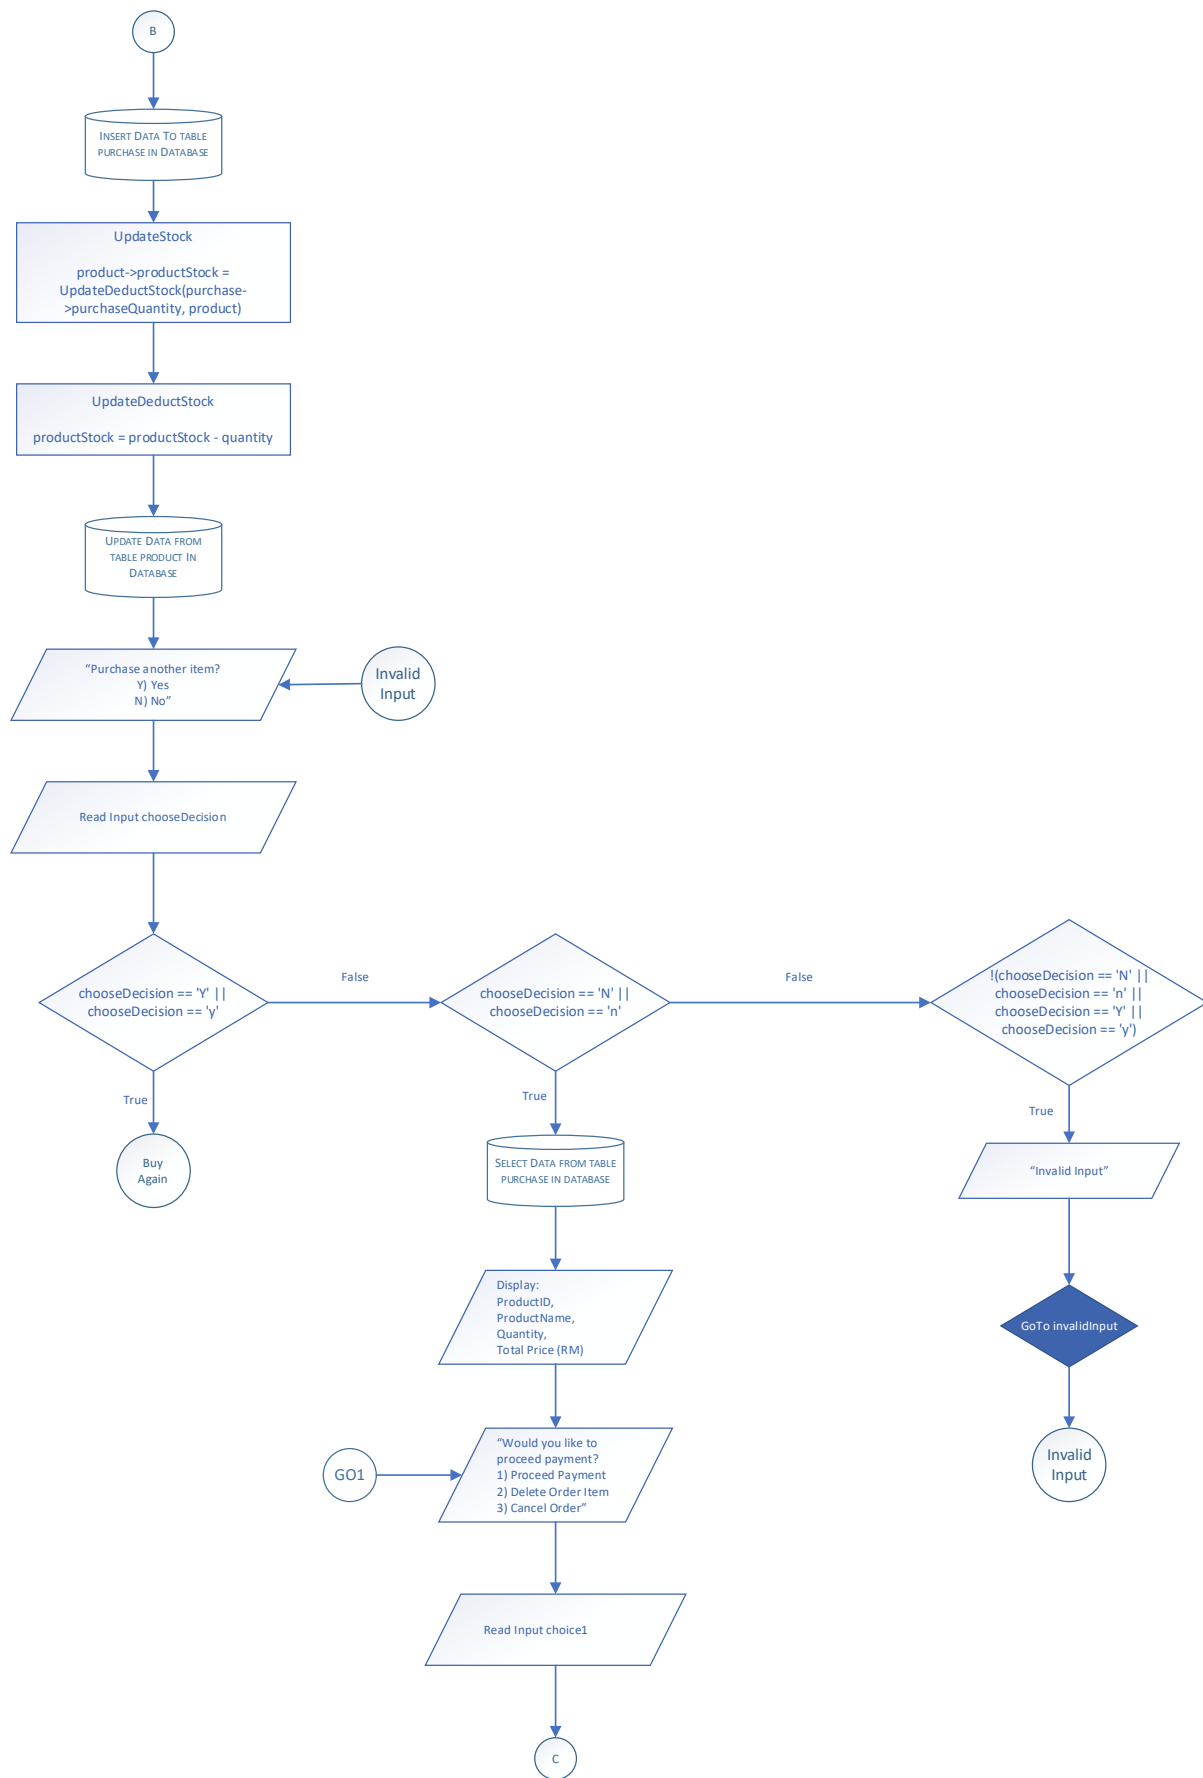 B
INSERT DATA TO TABLE
PURCHASE IN DATABASE
UpdateStock
product->productStock =
UpdateDeductStock(purchase-
>purchaseQuantity, product)
UpdateDeductStock
productStock = productStock - quantity
UPDATE DATA FROM
TABLE PRODUCT IN
DATABASE
“Purchase another item?
Y) Yes
N) No”
Invalid
Input
Read Input chooseDecision
chooseDecision == 'Y' ||
chooseDecision == 'y'
False
chooseDecision == 'N' ||
chooseDecision == 'n'
False
!(chooseDecision == 'N' ||
chooseDecision == 'n' ||
chooseDecision == 'Y' ||
chooseDecision == 'y')
True
Buy
Again
True
SELECT DATA FROM TABLE
PURCHASE IN DATABASE
Display:
ProductID,
ProductName,
Quantity,
Total Price (RM)
GO1
“Would you like to
proceed payment?
1) Proceed Payment
2) Delete Order Item
3) Cancel Order”
Read Input choice1
C
True
“Invalid Input”
GoTo invalidInput
Invalid
Input